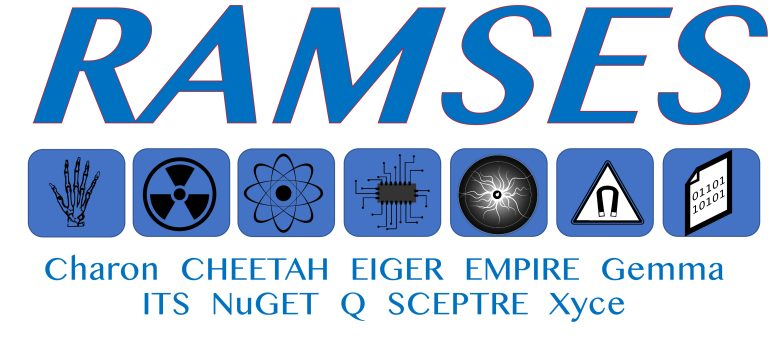 RAMSES
01101
10101
Charon CHEETAH EIGER EMPIRE Gemma
ITS NuGET Q SCEPTRE Xyce